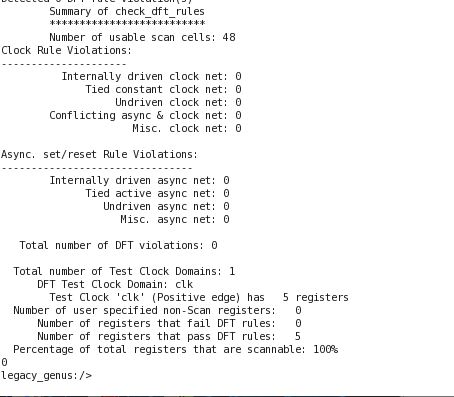 Detected 0 DFT rule violation(s)
Summary of check_dft_rules
**************************
Number of usable scan cells: 48
Clock Rule Violations:
---------------------
Internally driven clock net: 0
Tied constant clock net: 0
Undriven clock net: 0
Conflicting async & clock net: 0
Misc. clock net: 0
Async. set/reset Rule Violations:
--------------------------------
Internally driven async net: 0
Tied active async net: 0
Undriven async net: 0
Misc. async net: 0
Total number of DFT violations: 0
Total number of Test Clock Domains: 1
DFT Test Clock Domain: clk
Test Clock 'clk' (Positive edge) has 5 registers
Number of user specified non-Scan registers: 0
Number of registers that fail DFT rules: 0
Number of registers that pass DFT rules: 5
Percentage of total registers that are scannable: 100%
0
legacy_genus:/>